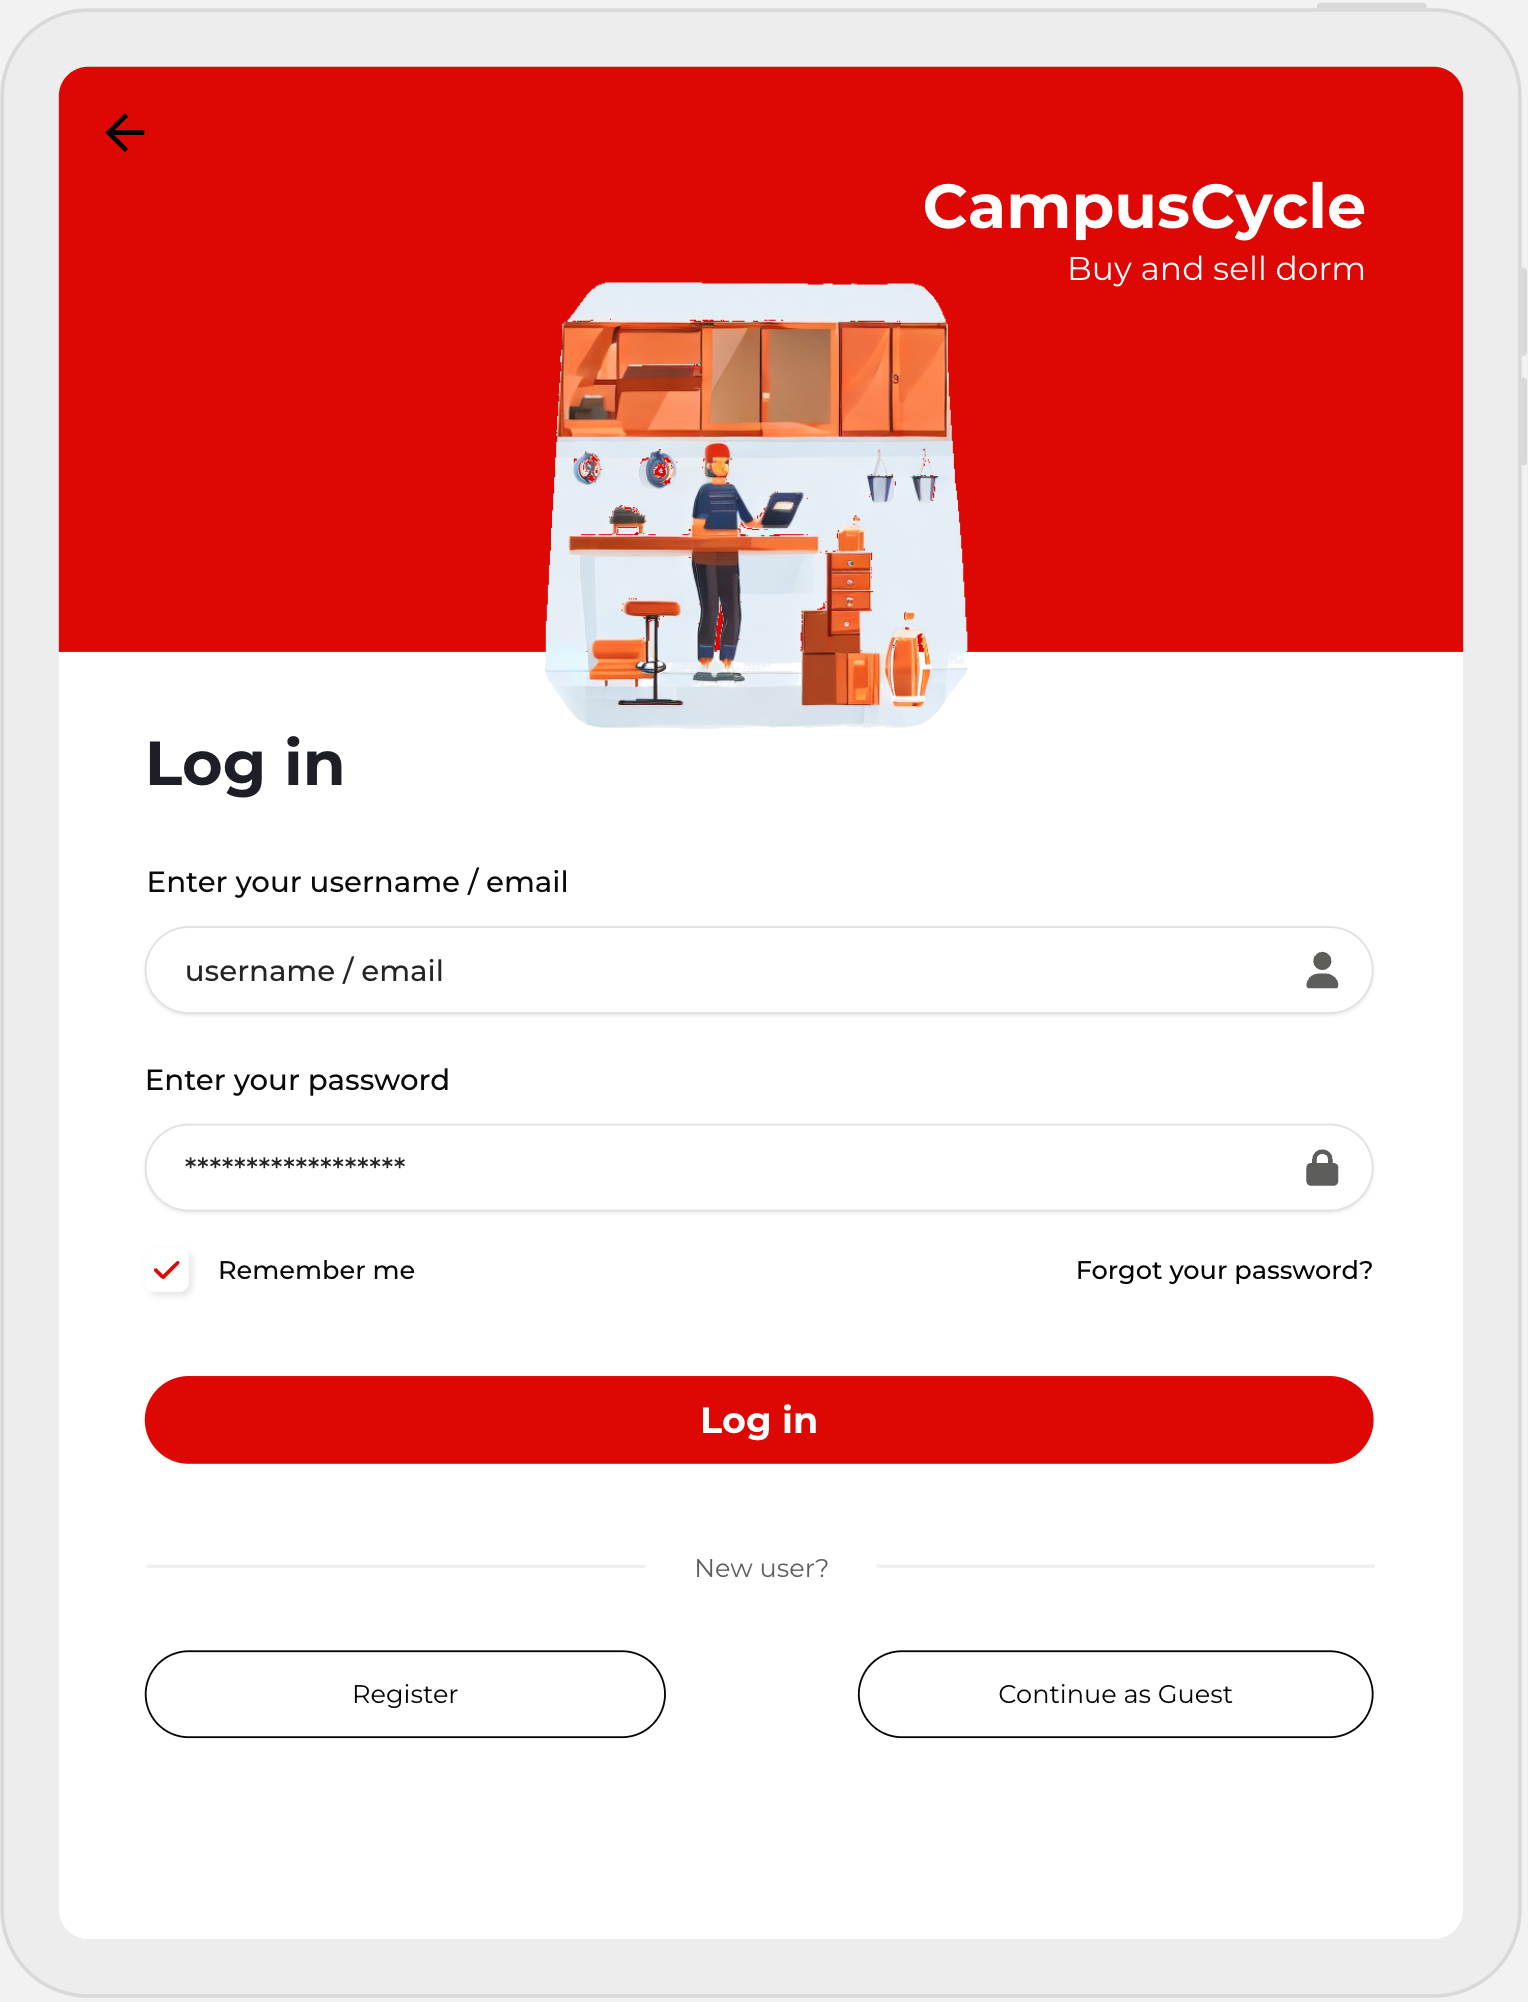 CampusCycle
Buy and sell dorm
Log in
Enter your username / email
username / email
Enter your password
******************
Remember me
Forgot your password?
Log in
New user?
Register
Continue as Guest